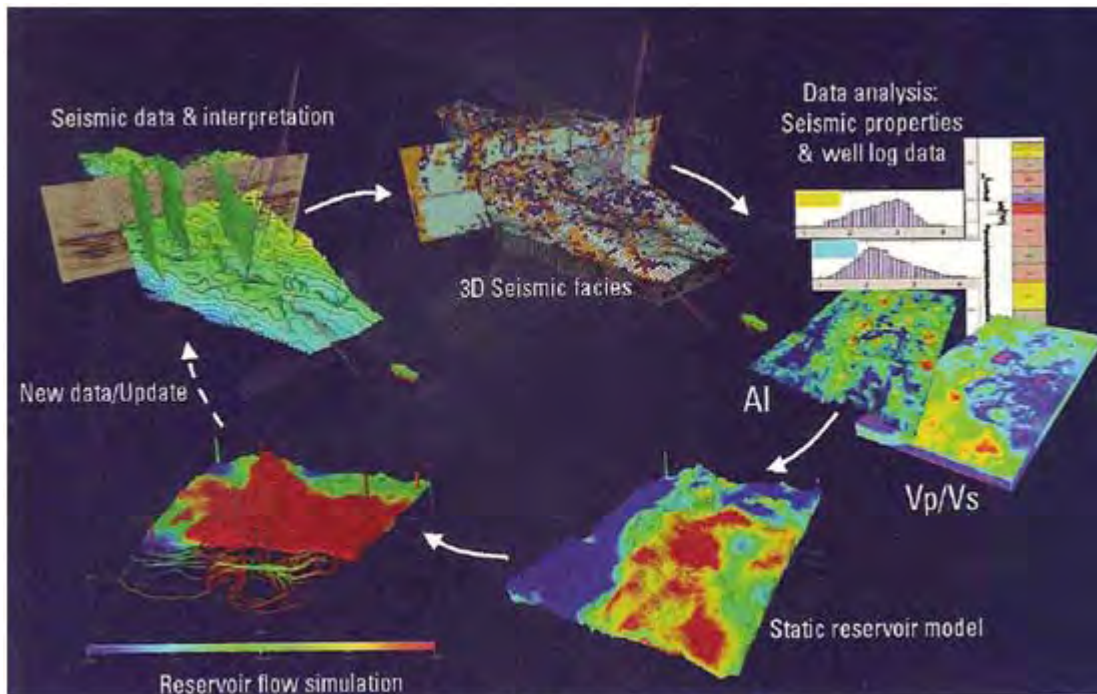 Seismic data & interpretation
3D Seismic facies
Data analysis:
Seismic properties
& well log data
AI
Vp/Vs
Static reservoir model
Reservoir flow simulation
New data/Update